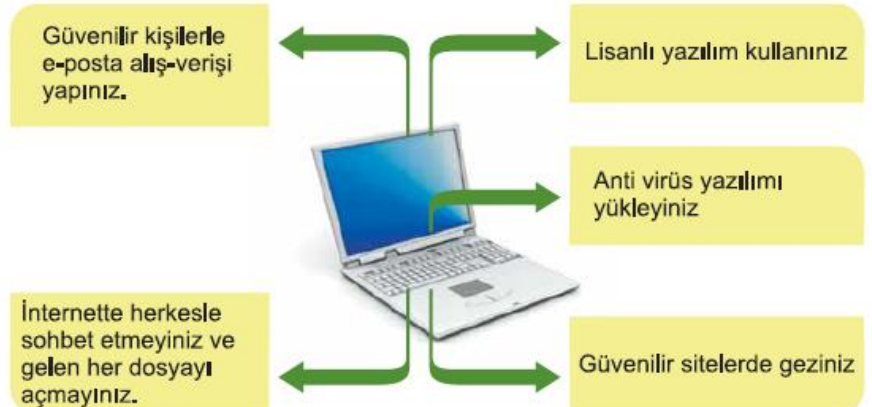 Güvenilir kişilerle
e-posta alış-verişi
yapınız.
Lisanlı yazılım kullanınız
Anti virüs yazılımı
yükleyiniz
İnternette herkesle
sohbet etmeyiniz ve
gelen her dosyayı
açmayınız.
Güvenilir sitelerde geziniz